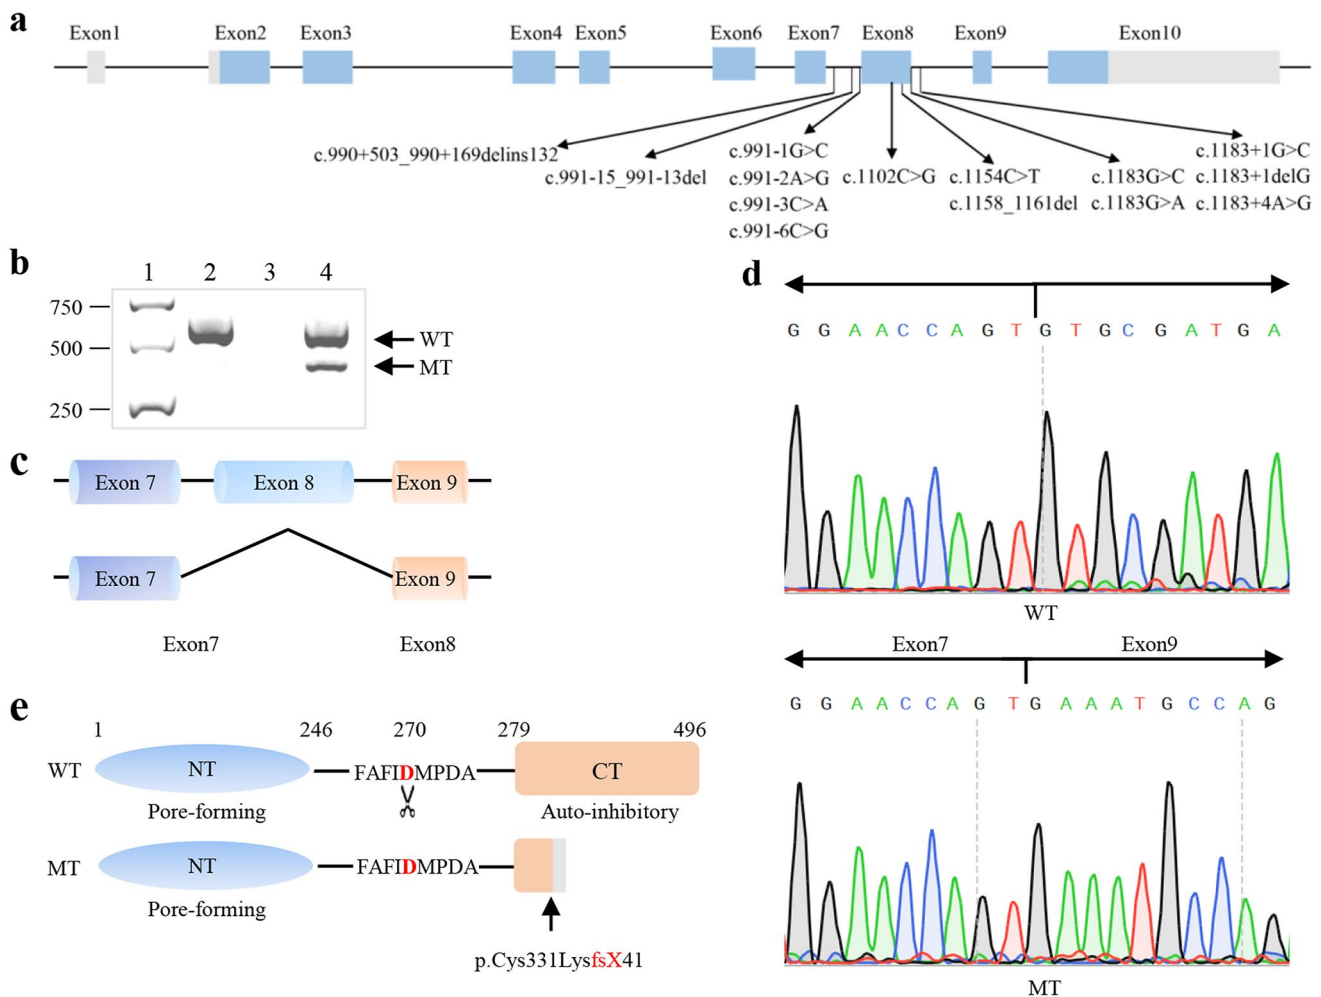 a
Exon1 Exon2 Exon3 Exon4 Exon5 Exon6 Exon7 Exon8 Exon9 Exon10
c.990+503_990+169delins132
c.991-15_991-13del
c.991-1G>C
c.991-2A>G
c.991-3C>A
c.991-6C>G
c.1102C>G
c.1154C>T
c.1158_1161del
c.1183G>C
c.1183G>A
c.1183+1G>C
c.1183+1delG
c.1183+4A>G
b
1 2 3 4
750
500
250
WT
MT
c
Exon 7 Exon 8 Exon 9
Exon 7 Exon 9
Exon7 Exon8
d
G G A A C C A G T G T G C G A T G A
WT
Exon7 Exon9
G G A A C C A G T G A A A T G C C A G
MT
e
1 246 270 279 496
WT NT FAFIDMPDA CT
Pore-forming Auto-inhibitory
MT NT FAFIDMPDA
Pore-forming
p.Cys331LysfsX41